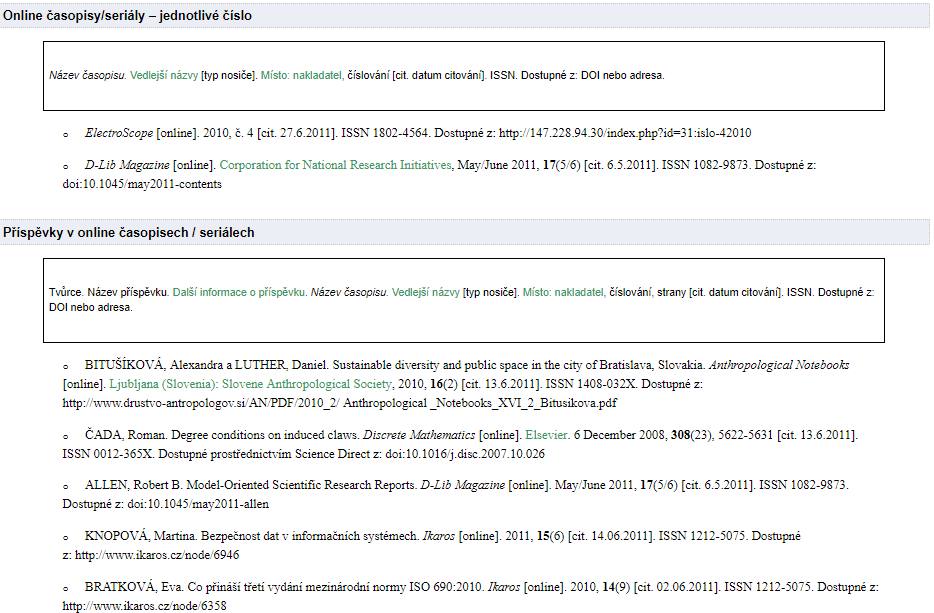 Online časopisy/seriály – jednotlivé číslo
Název časopisu. Vedlejší názvy [typ nosiče]. Místo: nakladatel, číslování [cit. datum citování]. ISSN. Dostupné z: DOI nebo adresa.
o ElectroScope [online]. 2010, č. 4 [cit. 27.6.2011]. ISSN 1802-4564. Dostupné z: http://147.228.94.30/index.php?id=31:islo-42010
o D-Lib Magazine [online]. Corporation for National Research Initiatives, May/June 2011, 17(5/6) [cit. 6.5.2011]. ISSN 1082-9873. Dostupné z:
doi:10.1045/may2011-contents
Příspěvky v online časopisech / seriálech
Tvůrce. Název příspěvku. Další informace o příspěvku. Název časopisu. Vedlejší názvy [typ nosiče]. Místo: nakladatel, číslování, strany [cit. datum citování]. ISSN. Dostupné z:
DOI nebo adresa.
o BITUŠÍKOVÁ, Alexandra a LUTHER, Daniel. Sustainable diversity and public space in the city of Bratislava, Slovakia. Anthropological Notebooks
[online]. Ljubljana (Slovenia): Slovene Anthropological Society, 2010, 16(2) [cit. 13.6.2011]. ISSN 1408-032X. Dostupné z:
http://www.drustvo-antropologov.si/AN/PDF/2010_2/ Anthropological _Notebooks_XVI_2_Bitusikova.pdf
o ČADA, Roman. Degree conditions on induced claws. Discrete Mathematics [online]. Elsevier. 6 December 2008, 308(23), 5622-5631 [cit. 13.6.2011].
ISSN 0012-365X. Dostupné prostřednictvím Science Direct z: doi:10.1016/j.disc.2007.10.026
o ALLEN, Robert B. Model-Oriented Scientific Research Reports. D-Lib Magazine [online]. May/June 2011, 17(5/6) [cit. 6.5.2011]. ISSN 1082-9873.
Dostupné z: doi:10.1045/may2011-allen
o KNOPOVÁ, Martina. Bezpečnost dat v informačních systémech. Ikaros [online]. 2011, 15(6) [cit. 14.06.2011]. ISSN 1212-5075. Dostupné
z: http://www.ikaros.cz/node/6946
o BRATKOVÁ, Eva. Co přináší třetí vydání mezinárodní normy ISO 690:2010. Ikaros [online]. 2010, 14(9) [cit. 02.06.2011]. ISSN 1212-5075. Dostupné z:
http://www.ikaros.cz/node/6358